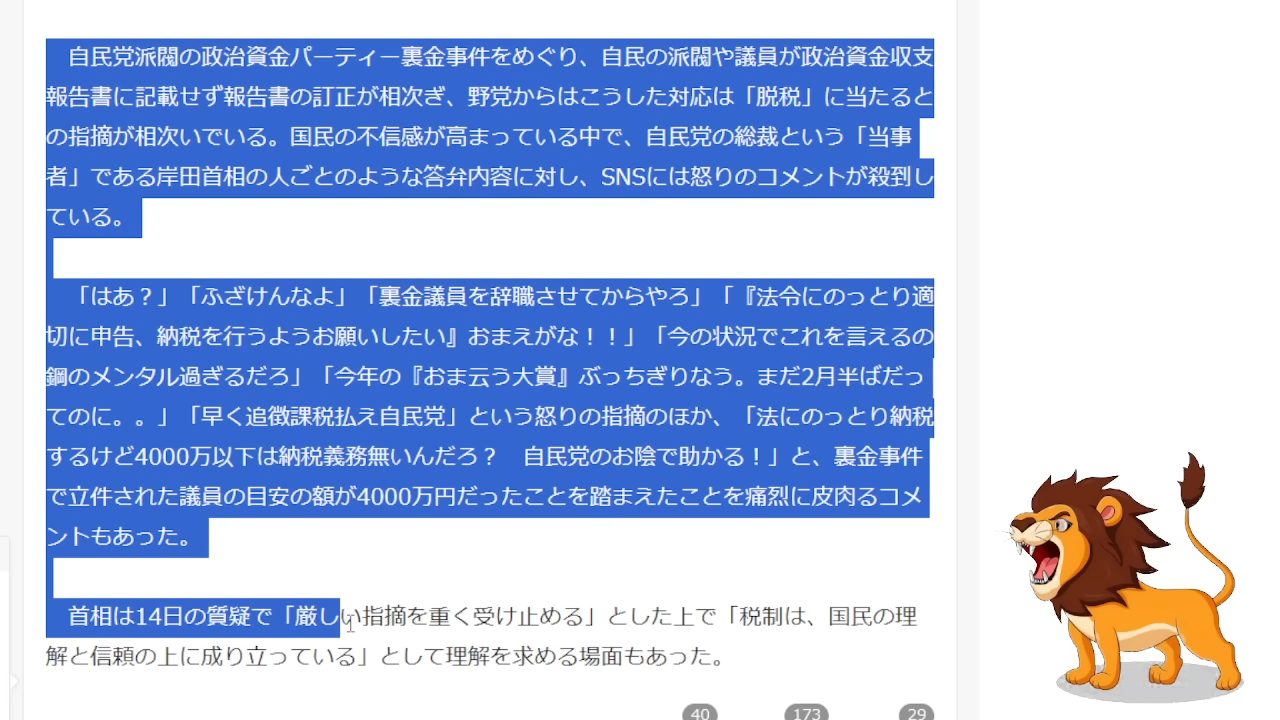 自民党派閥の政治資金パーティー裏金事件をめぐり、自民の派閥や議員が政治資金収支
報告書に記載せず報告書の訂正が相次ぎ、野党からはこうした対応は「脱税」に当たると
の指摘が相次いでいる。国民の不信感が高まっている中で、自民党の総裁という「当事
者」である岸田首相の人ごとのような答弁内容に対し、SNSには怒りのコメントが殺到し
ている。
「はあ？」「ふざけんなよ」「裏金議員を辞職させてからやろ」「『法令にのっとり適
切に申告、納税を行うようお願いしたい』おまえがな！！」「今の状況でこれを言えるの
鋼のメンタル過ぎるだろ」「今年の『おま云う大賞』ぶっちぎりなう。まだ2月半ばだっ
てのに。。」「早く追徴課税払え自民党」という怒りの指摘のほか、「法にのっとり納税
するけど4000万以下は納税義務無いんだろ？　自民党のお陰で助かる！」と、裏金事件
で立件された議員の目安の額が4000万円だったことを踏まえたことを痛烈に皮肉るコメ
ントもあった。
首相は14日の質疑で「厳しい指摘を重く受け止める」とした上で「税制は、国民の理
解と信頼の上に成り立っている」として理解を求める場面もあった。
40 173 29